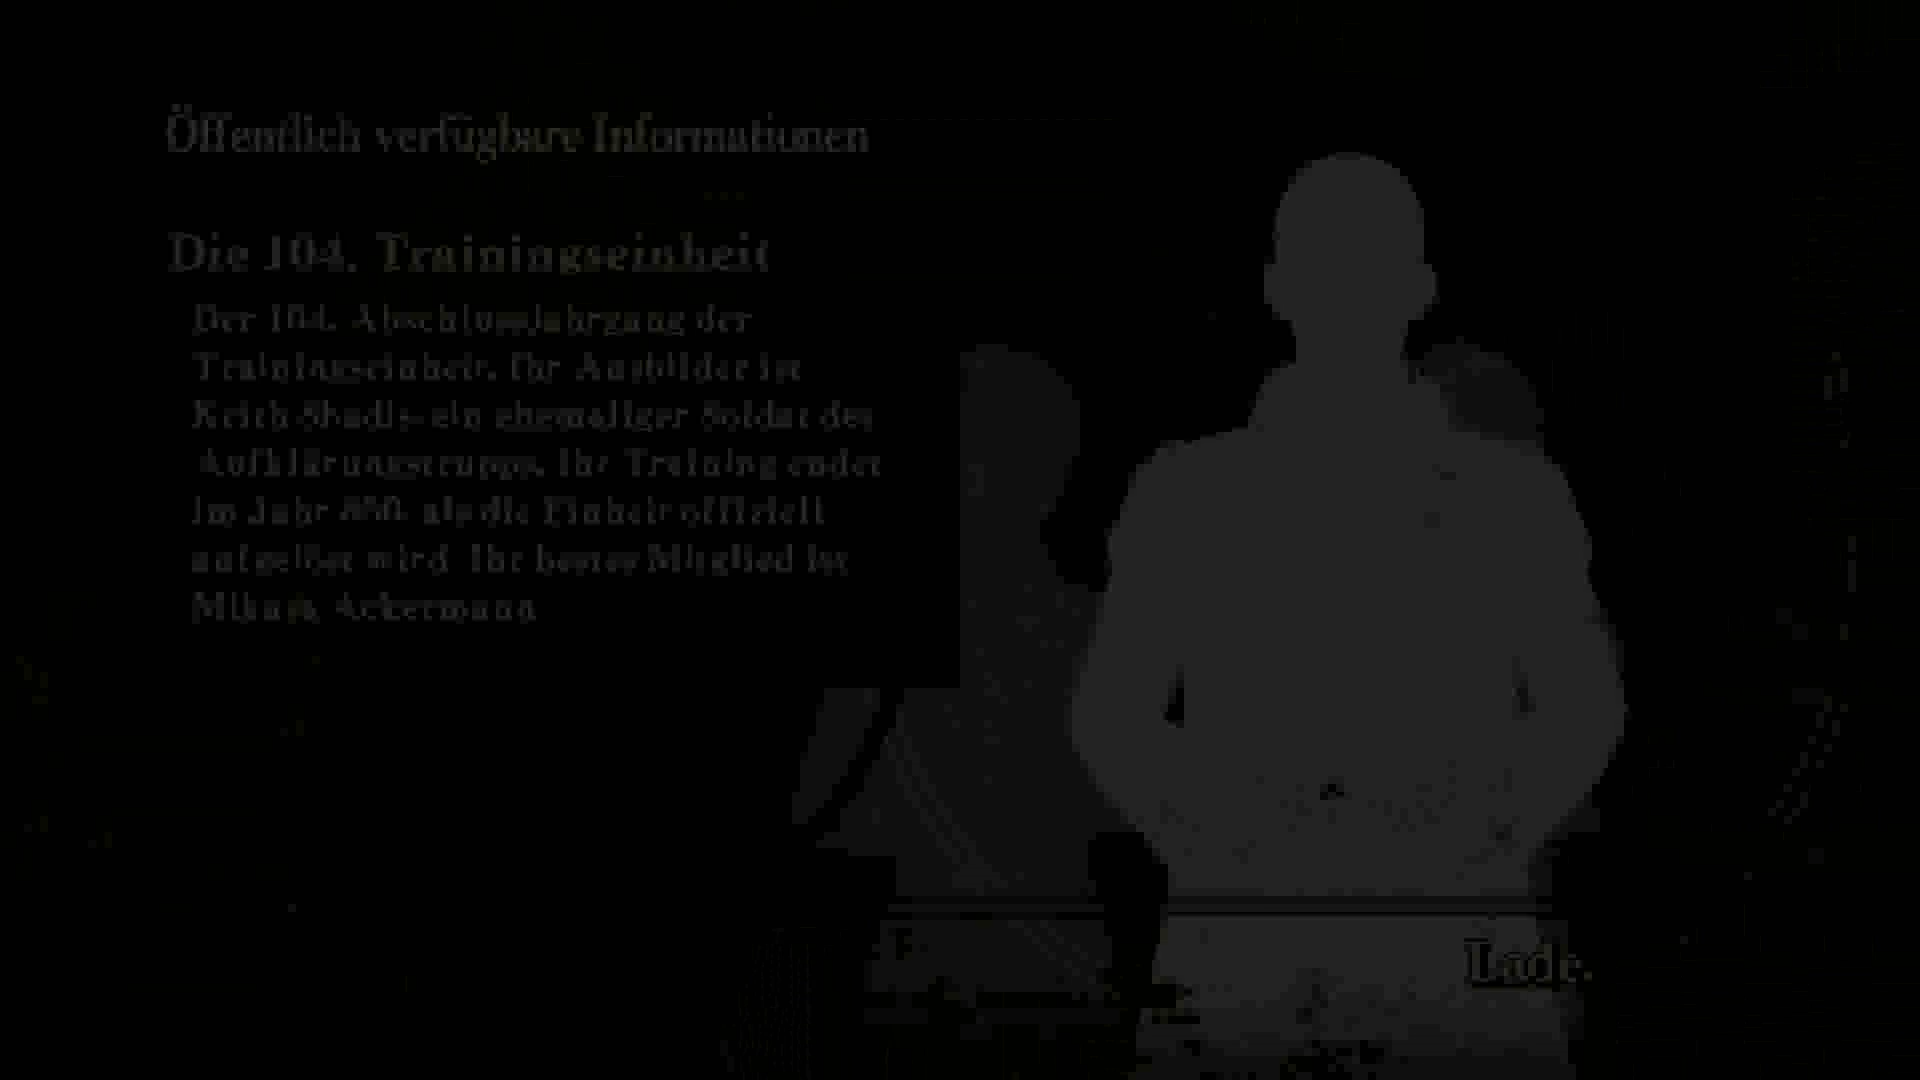 Öffentlich verfügbare Informationen
Die 104. Trainingseinheit
Der 104. Abschlussjahrgang der
Trainingseinheit. Ihr Ausbilder ist
Keith Shadis, ein ehemaliger Soldat des
Aufklärungstrupps. Ihr Training endet
im Jahr 850, als die Einheit offiziell
aufgelöst wird. Ihr bestes Mitglied ist
Mikasa Ackermann
Lade.